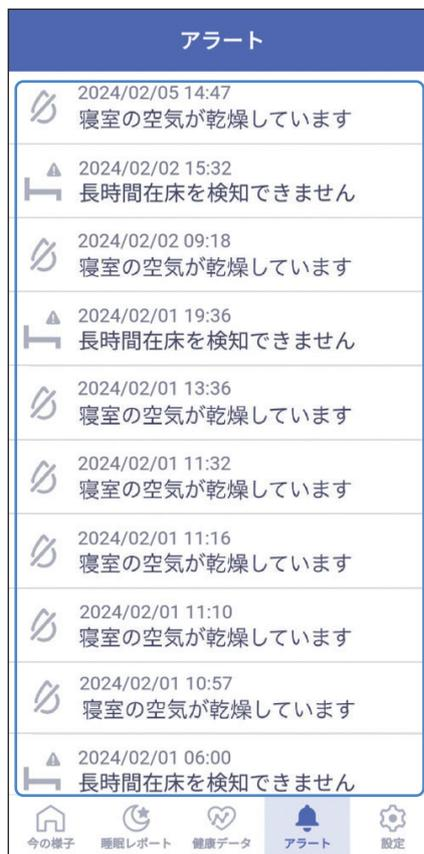 アラート
2024/02/05 14:47
寝室の空気が乾燥しています
2024/02/02 15:32
長時間在床を検知できません
2024/02/02 09:18
寝室の空気が乾燥しています
2024/02/01 19:36
長時間在床を検知できません
2024/02/01 13:36
寝室の空気が乾燥しています
2024/02/01 11:32
寝室の空気が乾燥しています
2024/02/01 11:16
寝室の空気が乾燥しています
2024/02/01 11:10
寝室の空気が乾燥しています
2024/02/01 10:57
寝室の空気が乾燥しています
2024/02/01 06:00
長時間在床を検知できません
今の様子 睡眠レポート 健康データ アラート 設定